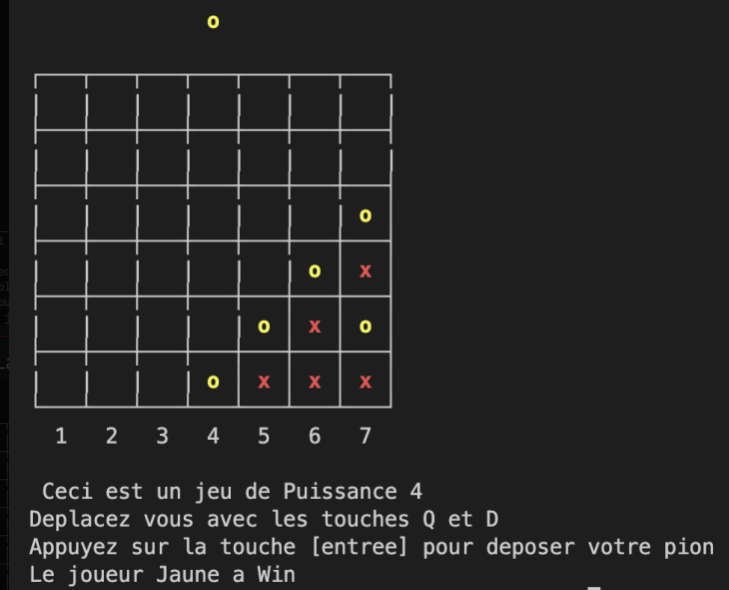 o
o
o x
o x o
o x x x
1 2 3 4 5 6 7
Ceci est un jeu de Puissance 4
Deplacez vous avec les touches Q et D
Appuyez sur la touche [entree] pour deposer votre pion
Le joueur Jaune a Win